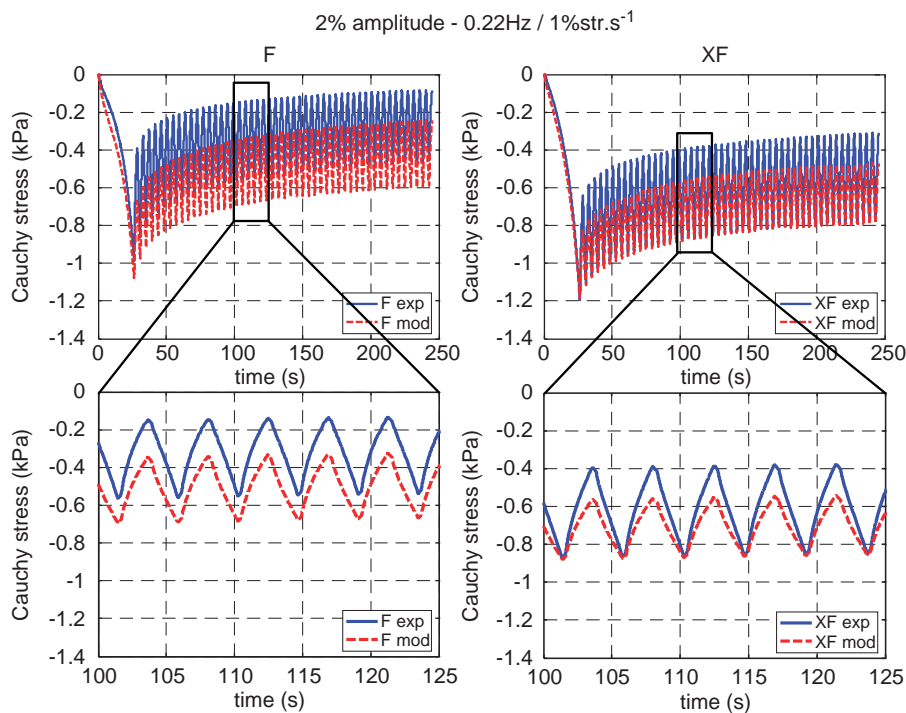 2% amplitude - 0.22Hz / 1%str.s⁻¹
F
XF
0
-0.2
-0.4
-0.6
-0.8
-1
-1.2
-1.4
Cauchy stress (kPa)
F exp
F mod
0 50 100 150 200 250
time (s)
0
-0.2
-0.4
-0.6
-0.8
-1
-1.2
-1.4
Cauchy stress (kPa)
XF exp
XF mod
0 50 100 150 200 250
time (s)
0
-0.2
-0.4
-0.6
-0.8
-1
-1.2
-1.4
Cauchy stress (kPa)
F exp
F mod
100 105 110 115 120 125
time (s)
0
-0.2
-0.4
-0.6
-0.8
-1
-1.2
-1.4
Cauchy stress (kPa)
XF exp
XF mod
100 105 110 115 120 125
time (s)